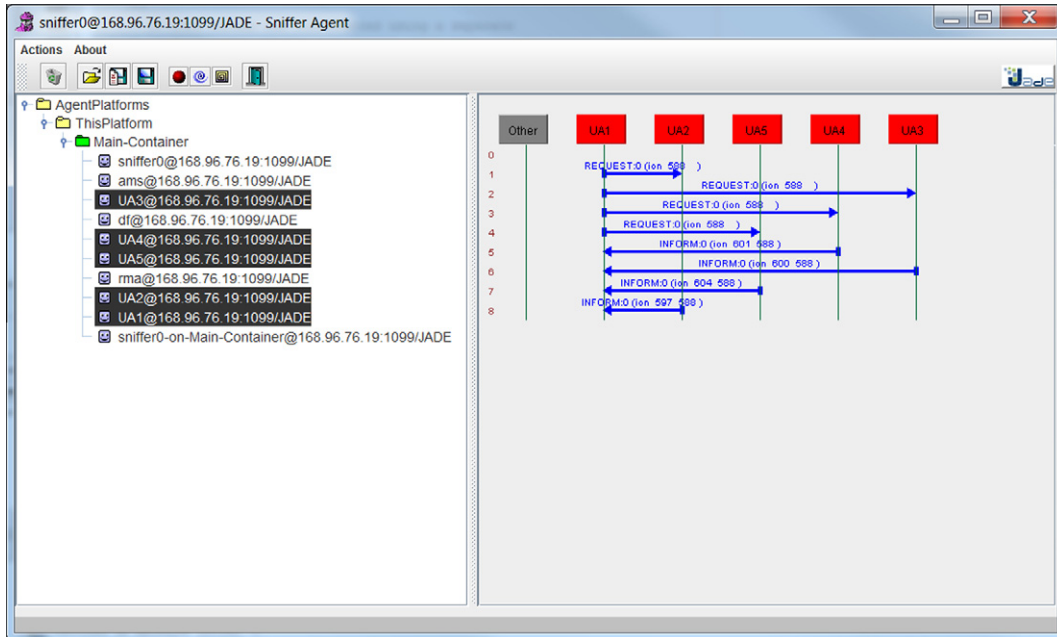 sniffer0@168.96.76.19:1099/JADE - Sniffer Agent
Actions About
Jade
AgentPlatforms
ThisPlatform
Main-Container
sniffer0@168.96.76.19:1099/JADE
ams@168.96.76.19:1099/JADE
UA3@168.96.76.19:1099/JADE
df@168.96.76.19:1099/JADE
UA4@168.96.76.19:1099/JADE
UA5@168.96.76.19:1099/JADE
rma@168.96.76.19:1099/JADE
UA2@168.96.76.19:1099/JADE
UA1@168.96.76.19:1099/JADE
sniffer0-on-Main-Container@168.96.76.19:1099/JADE
Other UA1 UA2 UA5 UA4 UA3
0
REQUEST:0 (ion 588 )
1
REQUEST:0 (ion 588 )
2
REQUEST:0 (ion 588 )
3
REQUEST:0 (ion 588 )
4
INFORM:0 (ion 601 588 )
5
INFORM:0 (ion 600 588 )
6
INFORM:0 (ion 604 588 )
7
INFORM:0 (ion 597 588 )
8